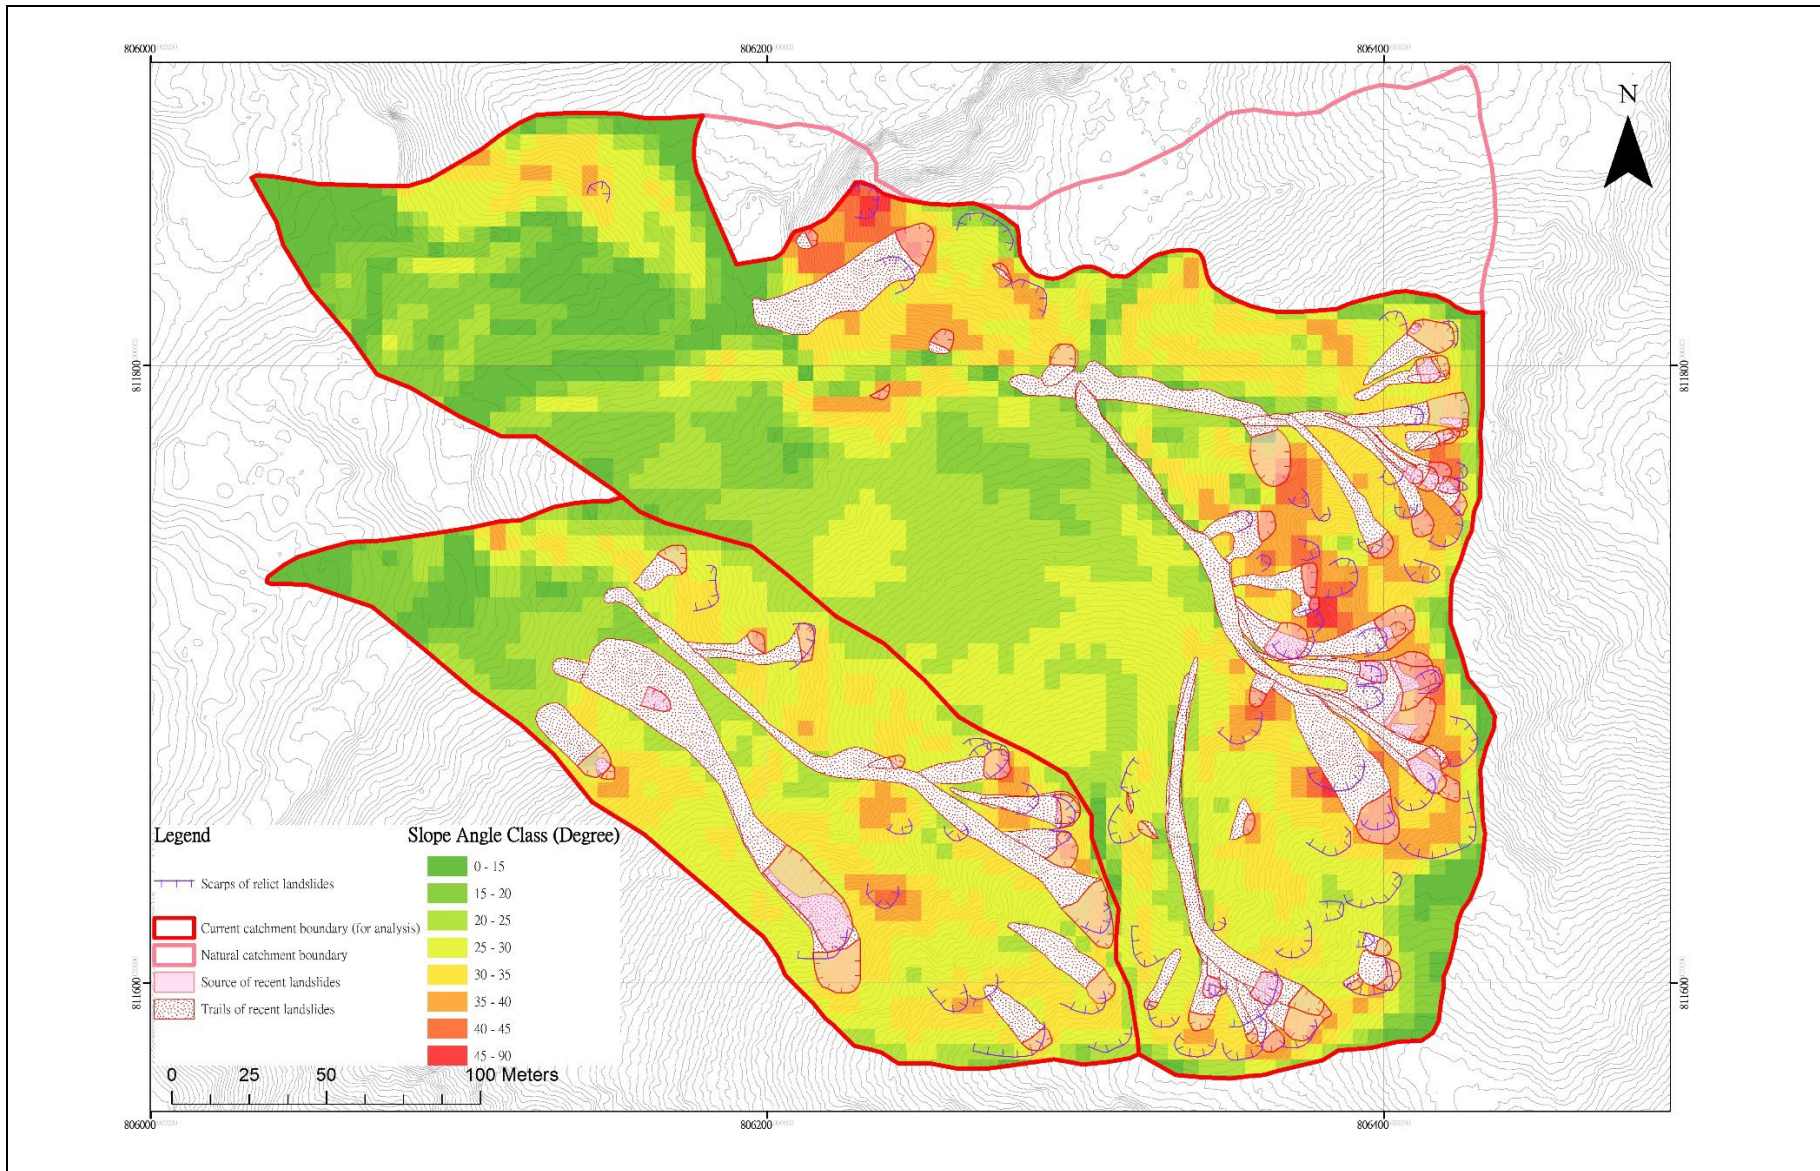 806000 806200 806400
N
811800 811800
Legend
Scarps of relict landslides
Current catchment boundary (for analysis)
Natural catchment boundary
Source of recent landslides
Trails of recent landslides
Slope Angle Class (Degree)
0 - 15
15 - 20
20 - 25
25 - 30
30 - 35
35 - 40
40 - 45
45 - 90
811600 811600
0 25 50 100 Meters
806000 806200 806400